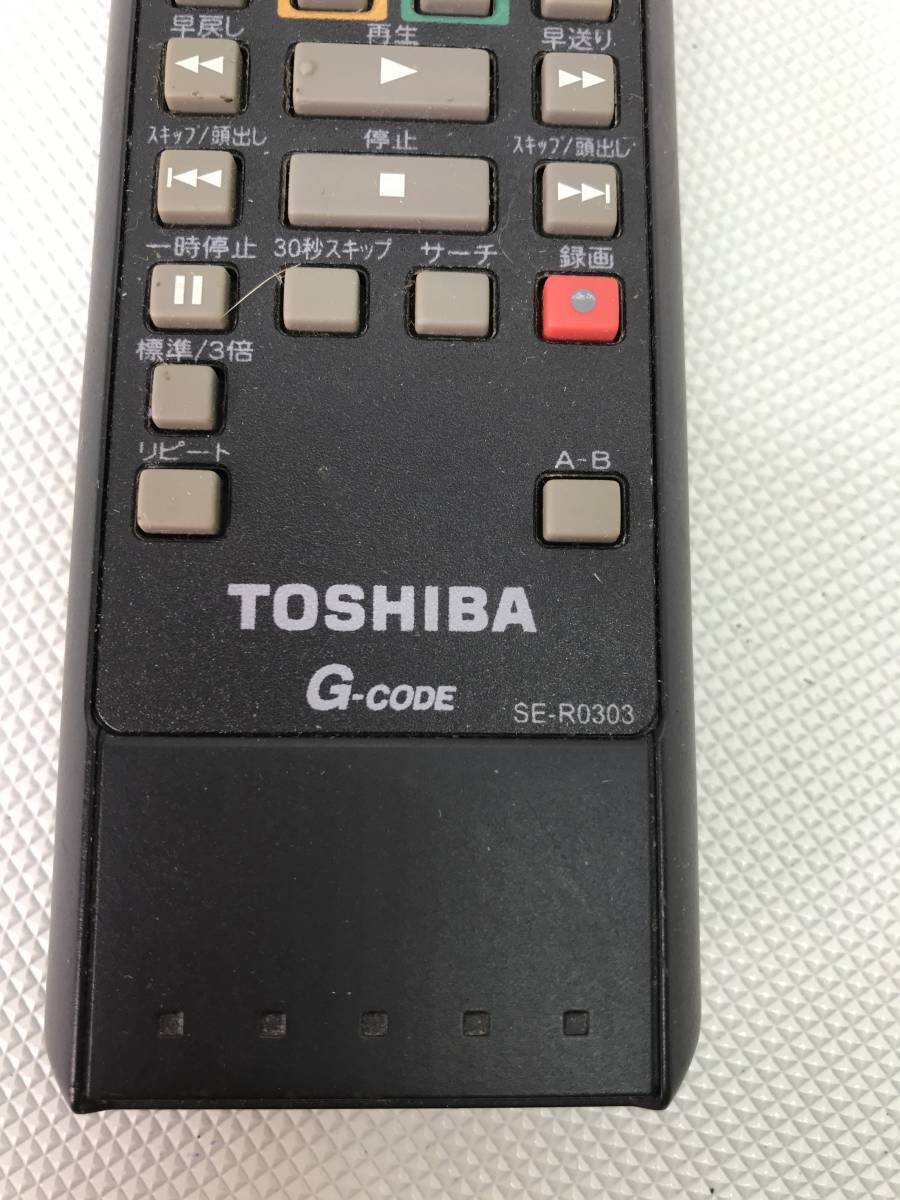 早戻し 再生 早送り
スキップ/頭出し 停止 スキップ/頭出し
一時停止 30秒スキップ サーチ 録画
標準/3倍
リピート A-B
TOSHIBA
G-CODE
SE-R0303